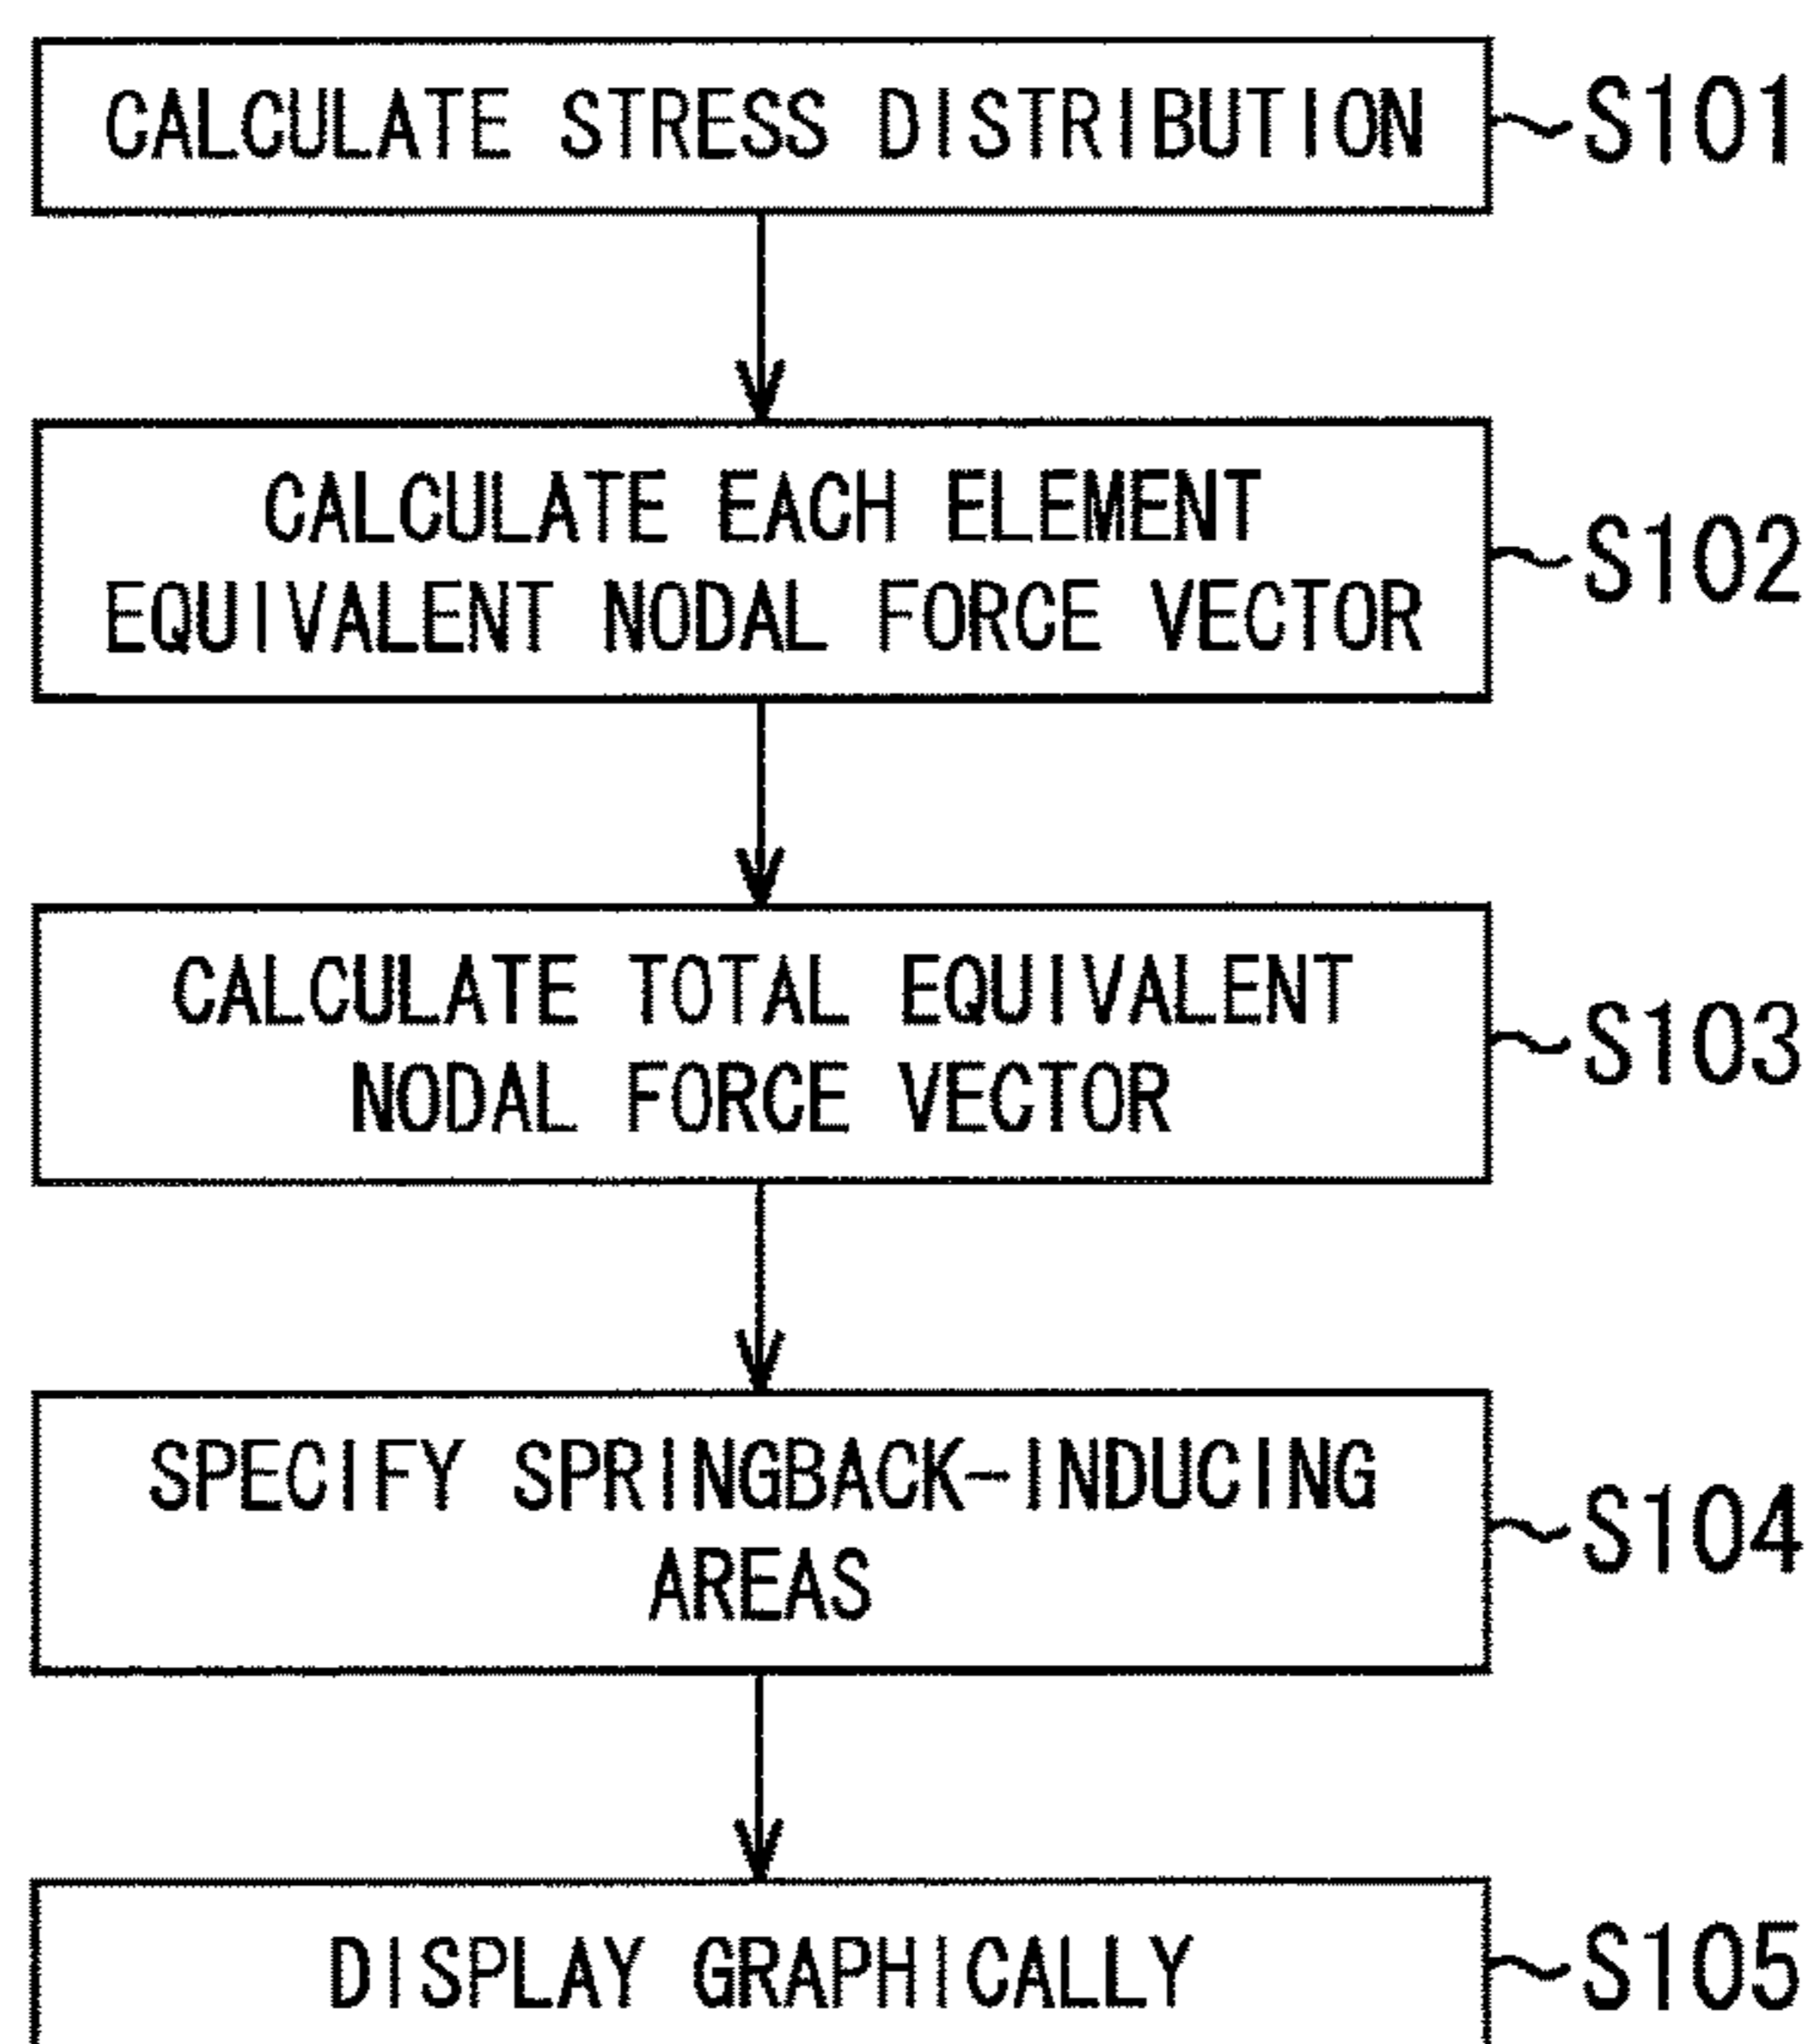 CALCULATE STRESS DISTRIBUTION
S101
CALCULATE EACH ELEMENT
EQUIVALENT NODAL FORCE VECTOR
S102
CALCULATE TOTAL EQUIVALENT
NODAL FORCE VECTOR
S103
SPECIFY SPRINGBACK-INDUCING
AREAS
S104
DISPLAY GRAPHICALLY
S105